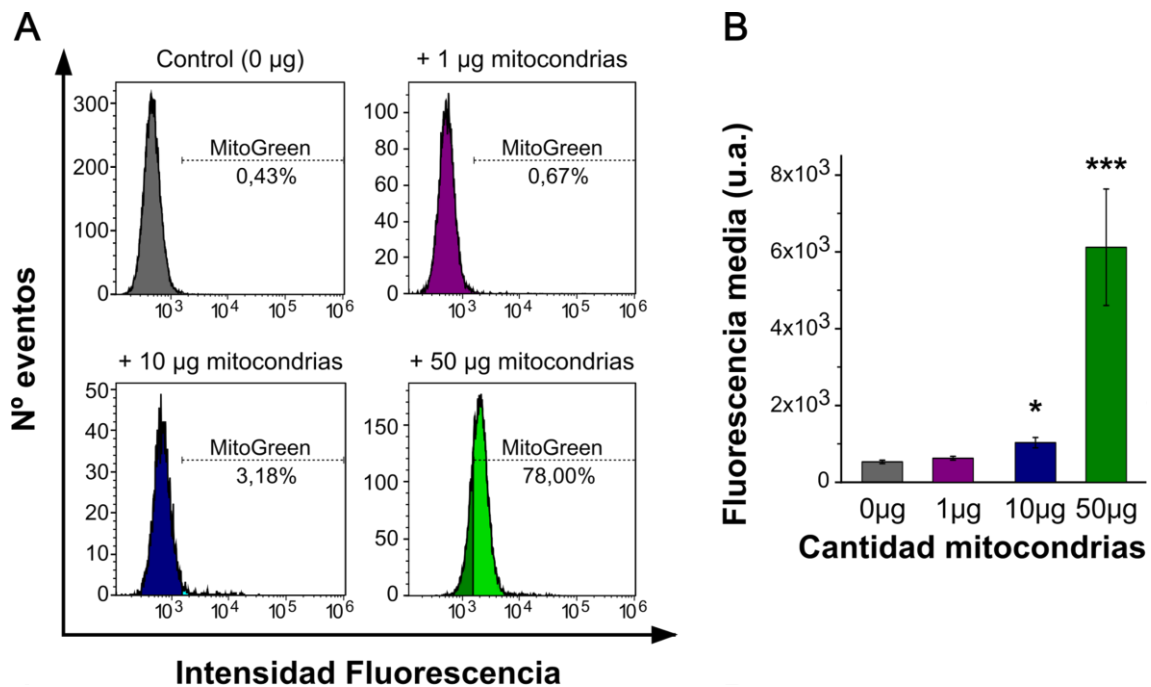 A
Control (0 µg)
300
200
100
0
MitoGreen
0,43%
10³ 10⁴ 10⁵ 10⁶
+ 1 µg mitocondrias
100
80
60
40
20
0
MitoGreen
0,67%
10³ 10⁴ 10⁵ 10⁶
+ 10 µg mitocondrias
50
40
30
20
10
0
MitoGreen
3,18%
10³ 10⁴ 10⁵ 10⁶
+ 50 µg mitocondrias
150
100
50
0
MitoGreen
78,00%
10³ 10⁴ 10⁵ 10⁶
Nº eventos
Intensidad Fluorescencia
B
Fluorescencia media (u.a.)
8x10³
6x10³
4x10³
2x10³
0
*
***
0µg 1µg 10µg 50µg
Cantidad mitocondrias